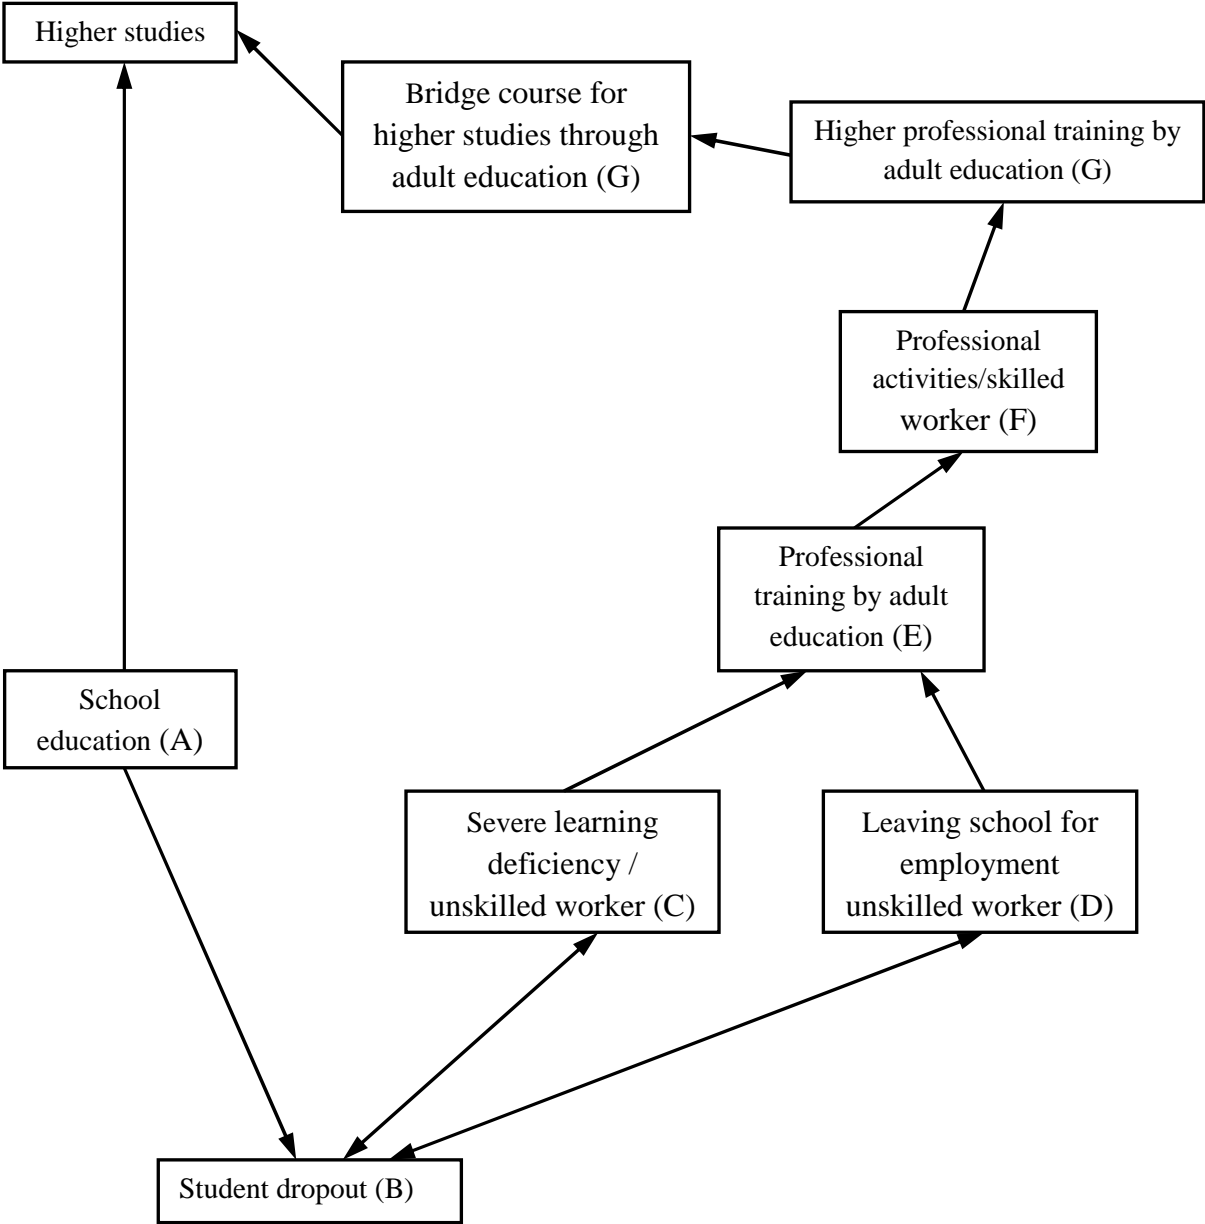 Higher studies
Bridge course for
higher studies through
adult education (G)
Higher professional training by
adult education (G)
Professional
activities/skilled
worker (F)
Professional
training by adult
education (E)
School
education (A)
Severe learning
deficiency /
unskilled worker (C)
Leaving school for
employment
unskilled worker (D)
Student dropout (B)